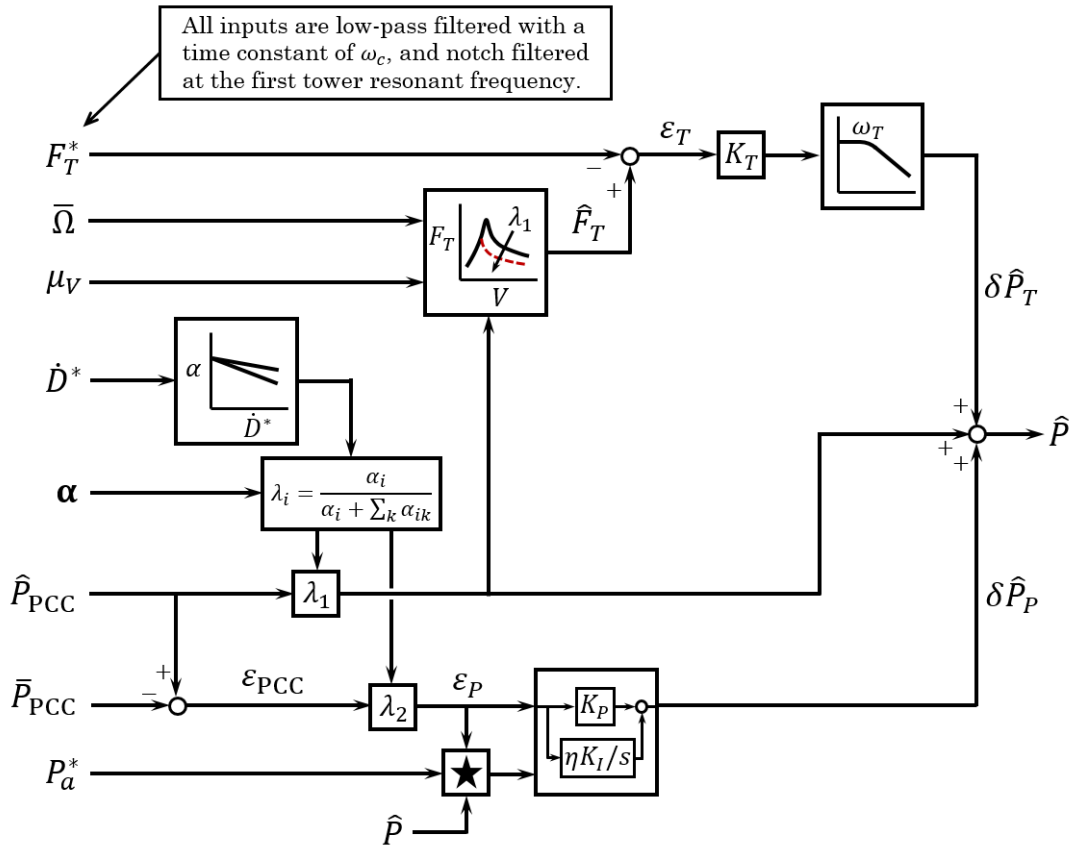 All inputs are low-pass filtered with a
time constant of ω_c, and notch filtered
at the first tower resonant frequency.
F_T^*
−
+
ε_T
K_T
ω_T
Ω̄
μ_V
F_T
λ_1
V
F̂_T
δP̂_T
Ḋ^*
α
Ḋ^*
+
+
+
P̂
α
λ_i = α_i / (α_i + ∑_k α_ik)
P̂_PCC
λ_1
δP̂_P
+
−
P̄_PCC
ε_PCC
λ_2
ε_P
K_P
ηK_I/s
P_a^*
★
P̂